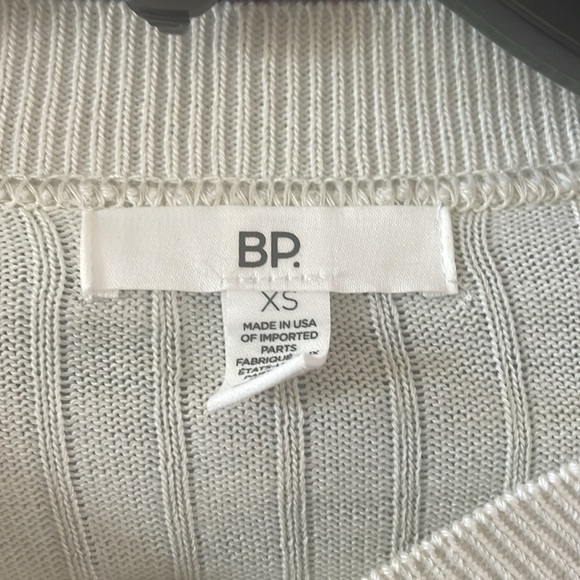 BP.
XS
MADE IN USA
OF IMPORTED
PARTS
FABRIQUÉ